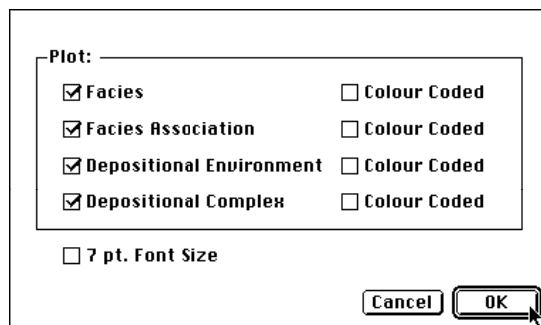 Plot:
Facies Colour Coded
Facies Association Colour Coded
Depositional Environment Colour Coded
Depositional Complex Colour Coded
7 pt. Font Size
Cancel OK